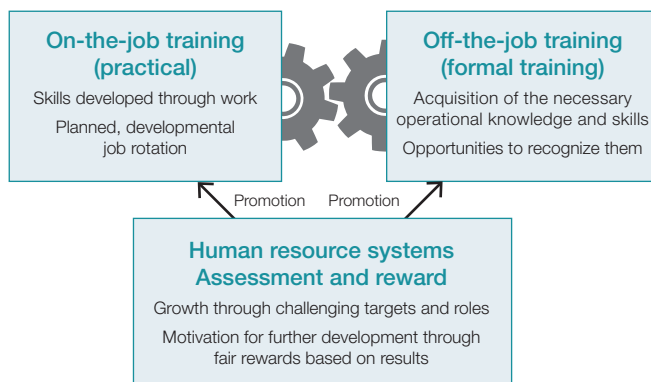 On-the-job training
(practical)
Skills developed through work
Planned, developmental
job rotation
Off-the-job training
(formal training)
Acquisition of the necessary
operational knowledge and skills
Opportunities to recognize them
Promotion
Promotion
Human resource systems
Assessment and reward
Growth through challenging targets and roles
Motivation for further development through
fair rewards based on results